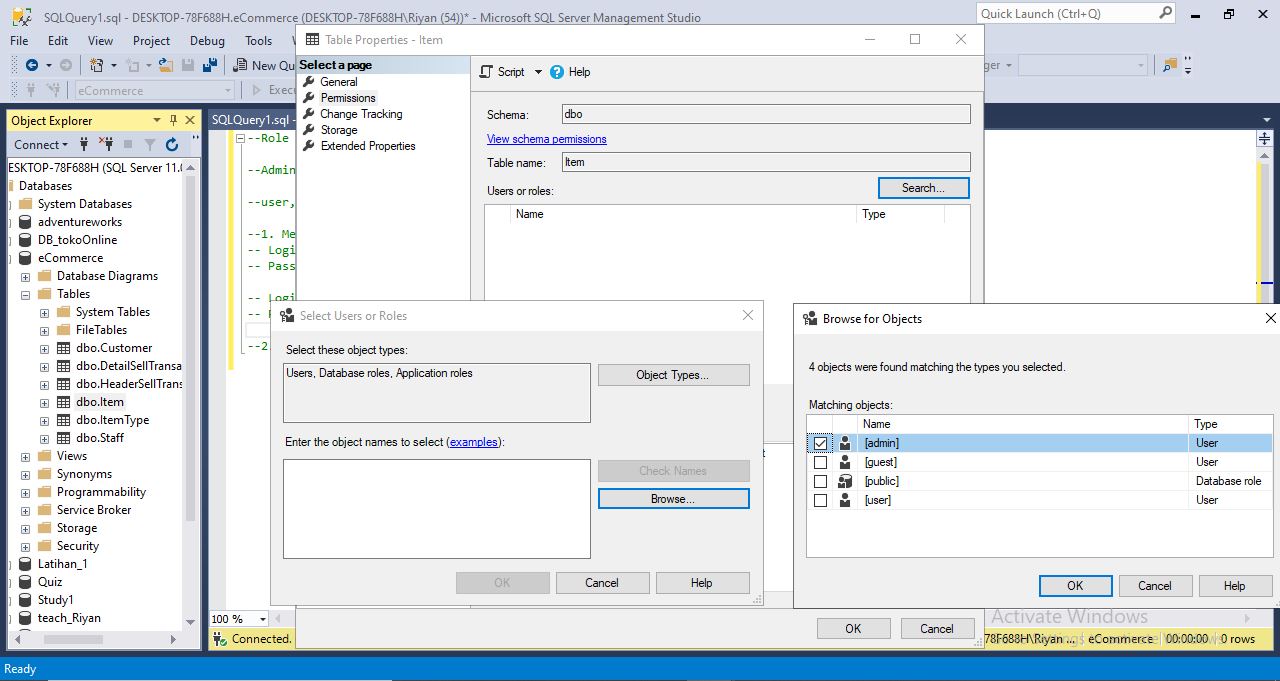 SQLQuery1.sql - DESKTOP-78F688H.eCommerce (DESKTOP-78F688H\Riyan (54))* - Microsoft SQL Server Management Studio
Quick Launch (Ctrl+Q)
File Edit View Project Debug Tools
New Qu
eCommerce
Execu
Object Explorer
Connect
ESKTOP-78F688H (SQL Server 11.0
Databases
System Databases
adventureworks
DB_tokoOnline
eCommerce
Database Diagrams
Tables
System Tables
FileTables
dbo.Customer
dbo.DetailSellTransa
dbo.HeaderSellTrans
dbo.Item
dbo.ItemType
dbo.Staff
Views
Synonyms
Programmability
Service Broker
Storage
Security
Latihan_1
Quiz
Study1
teach_Riyan
SQLQuery1.sql -
--Role
--Admin
--user,
--1. Me
-- Logi
-- Pass
-- Logi
--2
100 %
Connected.
78F688H\Riyan ... eCommerce 00:00:00 0 rows
Ready
Table Properties - Item
Select a page
General
Permissions
Change Tracking
Storage
Extended Properties
Script Help
Schema: dbo
View schema permissions
Table name: Item
Users or roles:
Search...
Name Type
OK Cancel
Select Users or Roles
Select these object types:
Users, Database roles, Application roles
Object Types...
Enter the object names to select (examples):
Check Names
Browse...
OK Cancel Help
Browse for Objects
4 objects were found matching the types you selected.
Matching objects:
Name Type
[admin] User
[guest] User
[public] Database role
[user] User
OK Cancel Help
Activate Windows